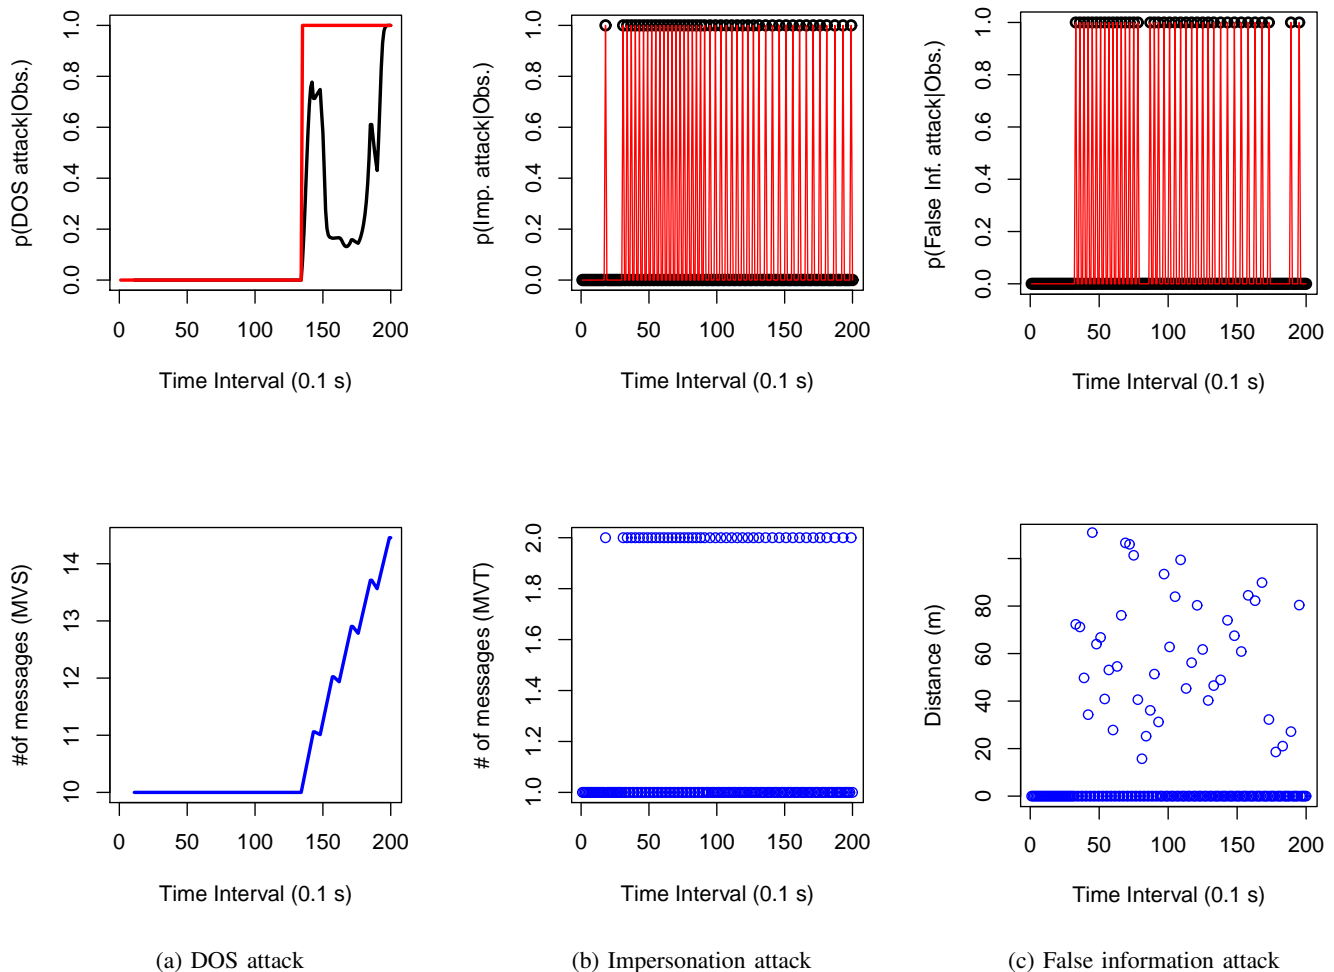 p(DOS attack|Obs.)
0.0 0.2 0.4 0.6 0.8 1.0
0 50 100 150 200
Time Interval (0.1 s)
p(Imp. attack|Obs.)
0.0 0.2 0.4 0.6 0.8 1.0
0 50 100 150 200
Time Interval (0.1 s)
p(False Inf. attack|Obs.)
0.0 0.2 0.4 0.6 0.8 1.0
0 50 100 150 200
Time Interval (0.1 s)
#of messages (MVS)
10 11 12 13 14
0 50 100 150 200
Time Interval (0.1 s)
(a) DOS attack
# of messages (MVT)
1.0 1.2 1.4 1.6 1.8 2.0
0 50 100 150 200
Time Interval (0.1 s)
(b) Impersonation attack
Distance (m)
0 20 40 60 80
0 50 100 150 200
Time Interval (0.1 s)
(c) False information attack